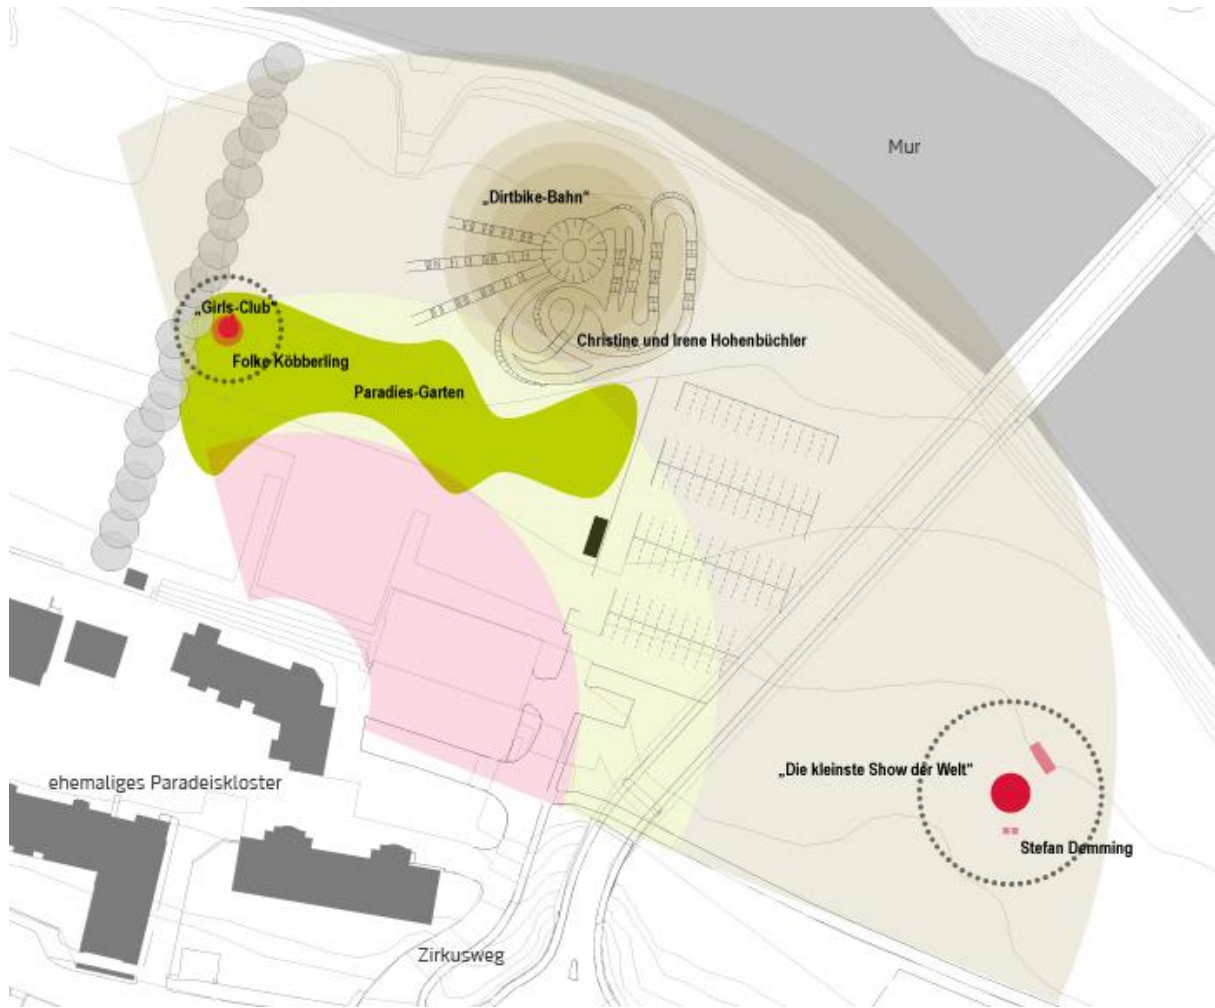 Mur
„Dirtbike-Bahn“
„Girls-Club“
Christine und Irene Hohenbüchler
Folke Köbberling
Paradies-Garten
„Die kleinste Show der Welt“
ehemaliges Paradeiskloster
Stefan Demming
Zirkusweg